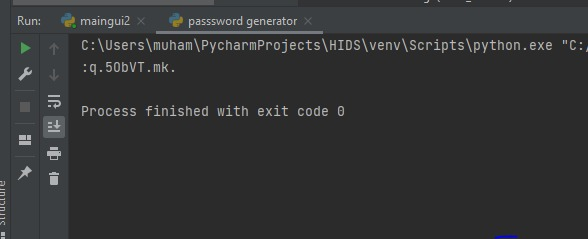 Run:
maingui2
passsword generator
C:\Users\muham\PycharmProjects\HIDS\venv\Scripts\python.exe "C:/
:q.5ObVT.mk.
Process finished with exit code 0
Structure